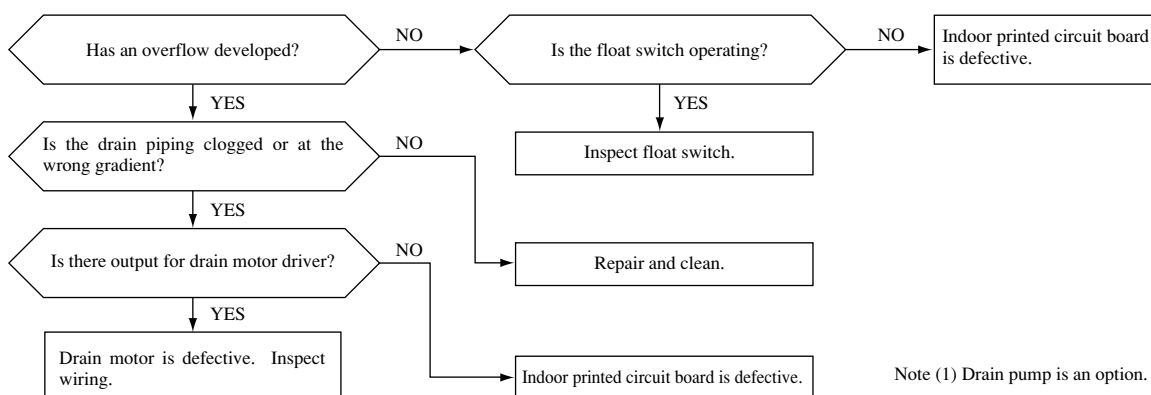 Has an overflow developed?
NO
Is the float switch operating?
NO
Indoor printed circuit board
is defective.
YES
YES
Is the drain piping clogged or at the
wrong gradient?
NO
Inspect float switch.
YES
Is there output for drain motor driver?
NO
Repair and clean.
YES
Drain motor is defective. Inspect
wiring.
Indoor printed circuit board is defective.
Note (1) Drain pump is an option.